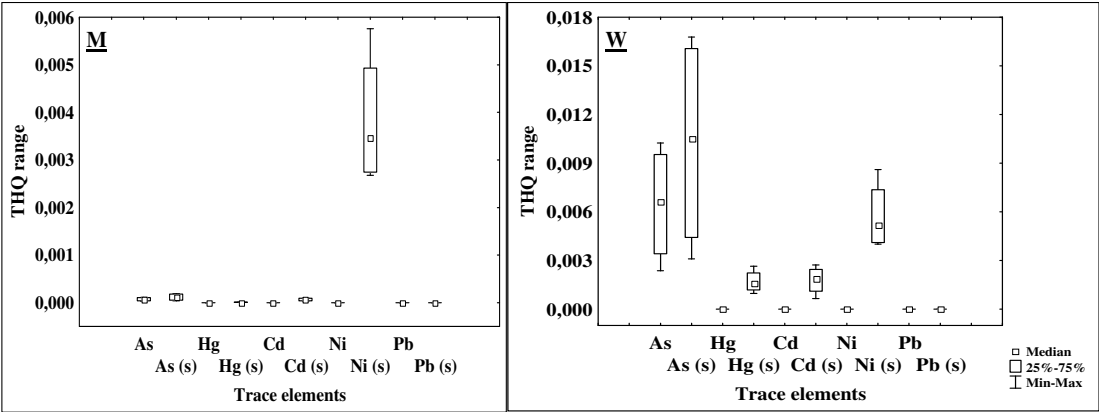 M
0,006
0,005
0,004
0,003
0,002
0,001
0,000
THQ range
As
Hg
Cd
Ni
Pb
As (s)
Hg (s)
Cd (s)
Ni (s)
Pb (s)
Trace elements
W
0,018
0,015
0,012
0,009
0,006
0,003
0,000
THQ range
As
Hg
Cd
Ni
Pb
As (s)
Hg (s)
Cd (s)
Ni (s)
Pb (s)
Trace elements
Median
25%-75%
Min-Max